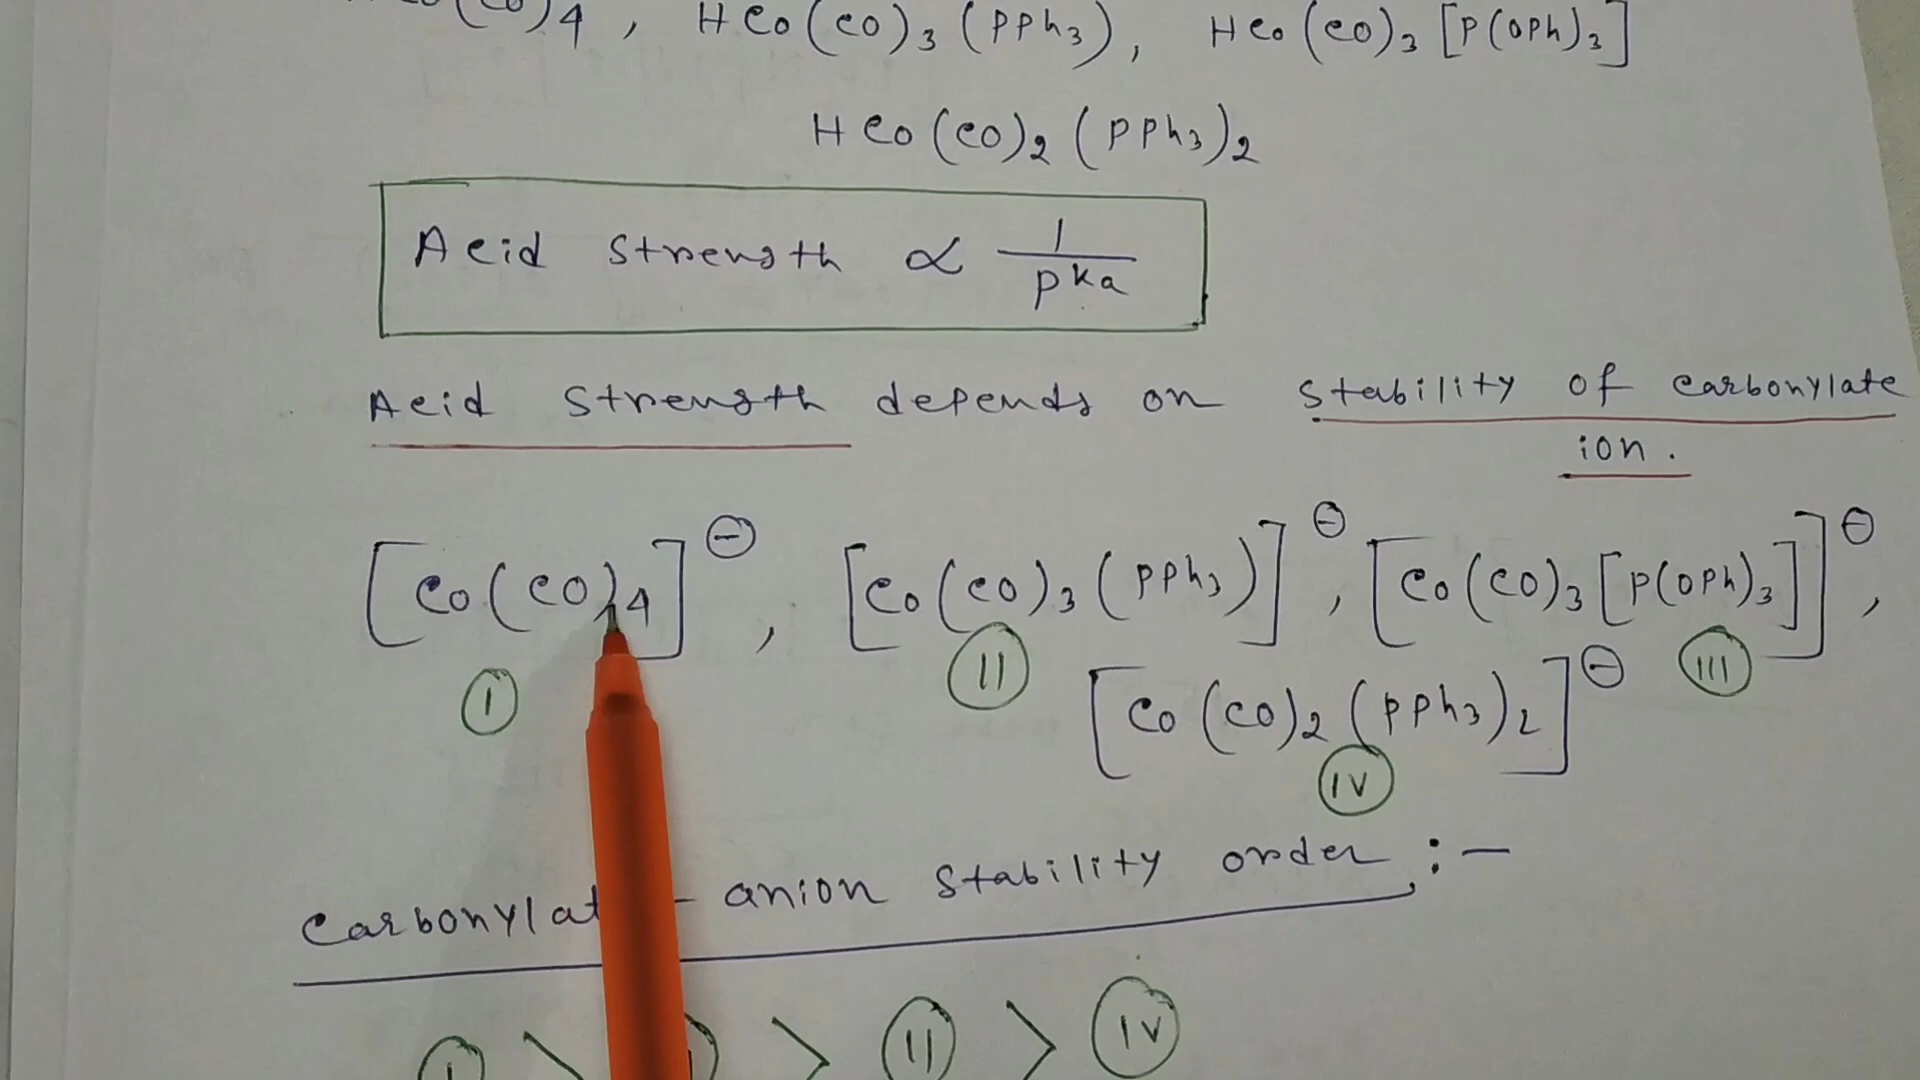 (CO)4 , HCO(CO)3 (PPh3), HCO(CO)3 [P(OPh)3]
HCO(CO)2 (PPh3)2
Acid strength ∝ 1/pka
Acid strength depends on stability of carbonylate
ion.
[CO(CO)4]⊖ , [CO(CO)3 (PPh3)]⊖ , [CO(CO)3 [P(OPh)3]]⊖ ,
I II III
[CO(CO)2 (PPh3)2]⊖
IV
anion stability order :-
I > > II > IV